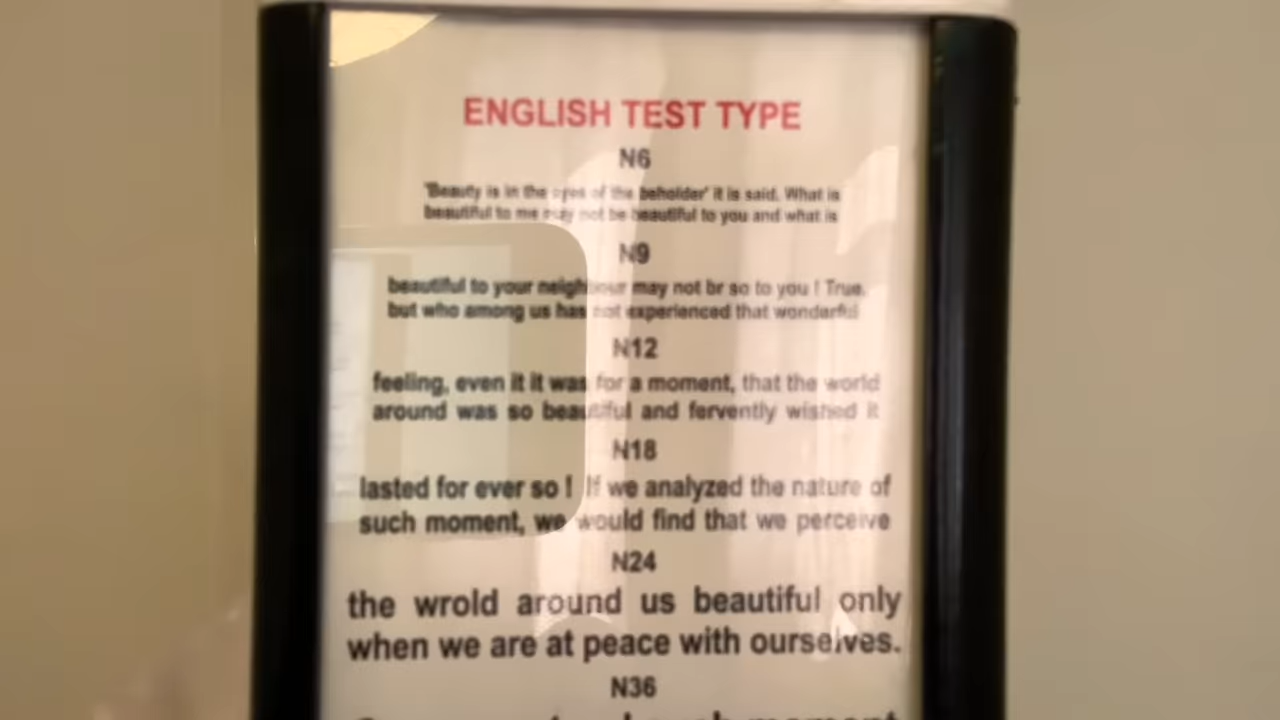 ENGLISH TEST TYPE
N6
'Beauty is in the eyes of the beholder' it is said. What is
beautiful to me may not be beautiful to you and what is
N9
beautiful to your neighbour may not br so to you ! True,
but who among us has not experienced that wonderful
N12
feeling, even it it was for a moment, that the world
around was so beautiful and fervently wished it
N18
lasted for ever so ! If we analyzed the nature of
such moment, we would find that we perceive
N24
the wrold around us beautiful only
when we are at peace with ourselves.
N36
moment